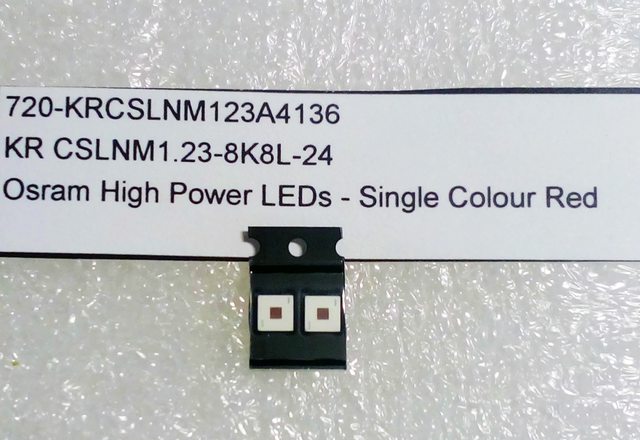 720-KRCSLNM123A4136
KR CSLNM1.23-8K8L-24
Osram High Power LEDs - Single Colour Red